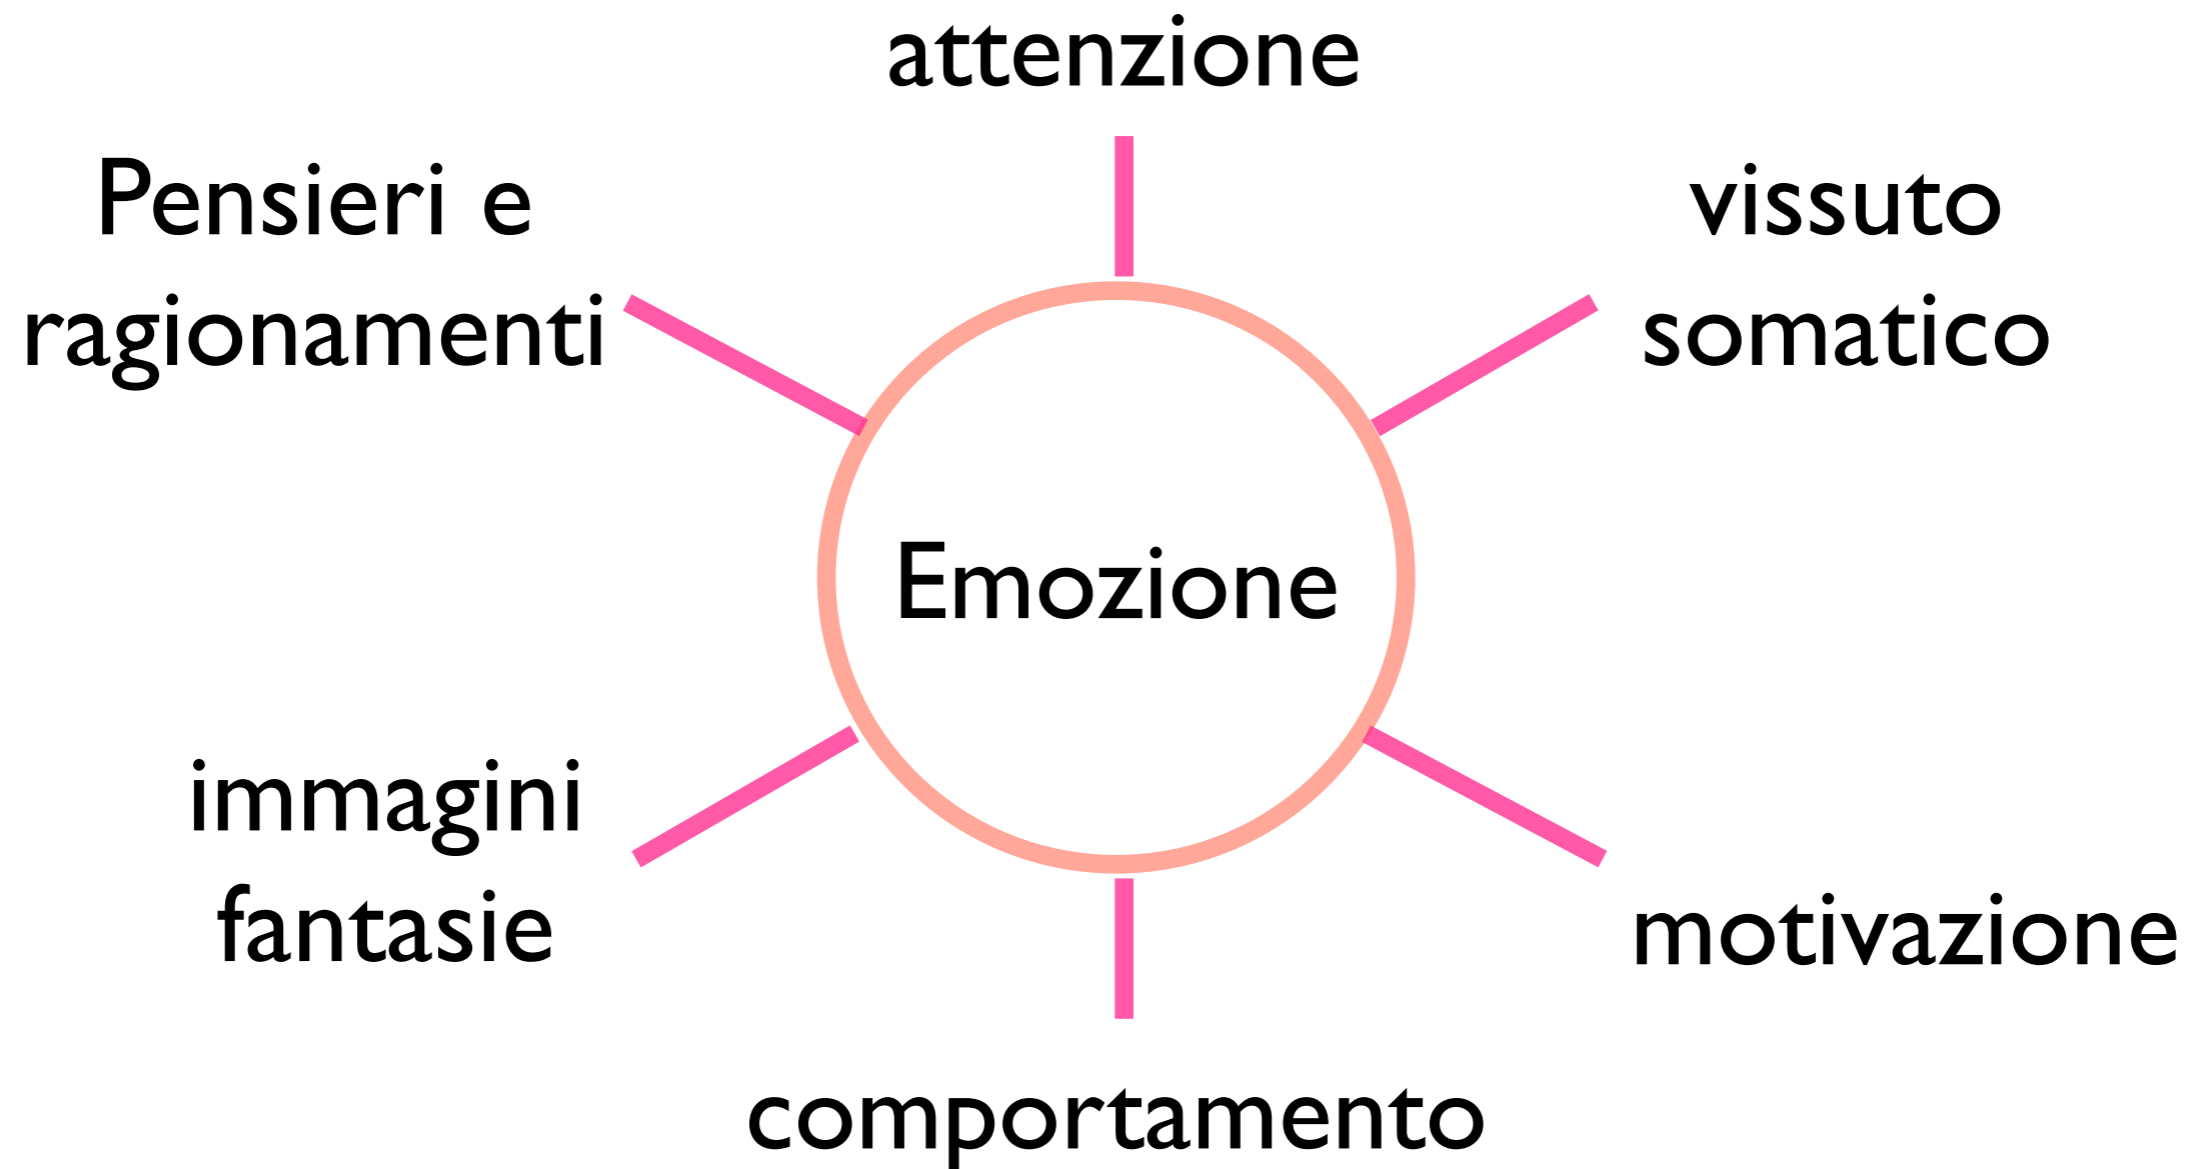 attenzione
Pensieri e
ragionamenti
vissuto
somatico
Emozione
immagini
fantasie
motivazione
comportamento